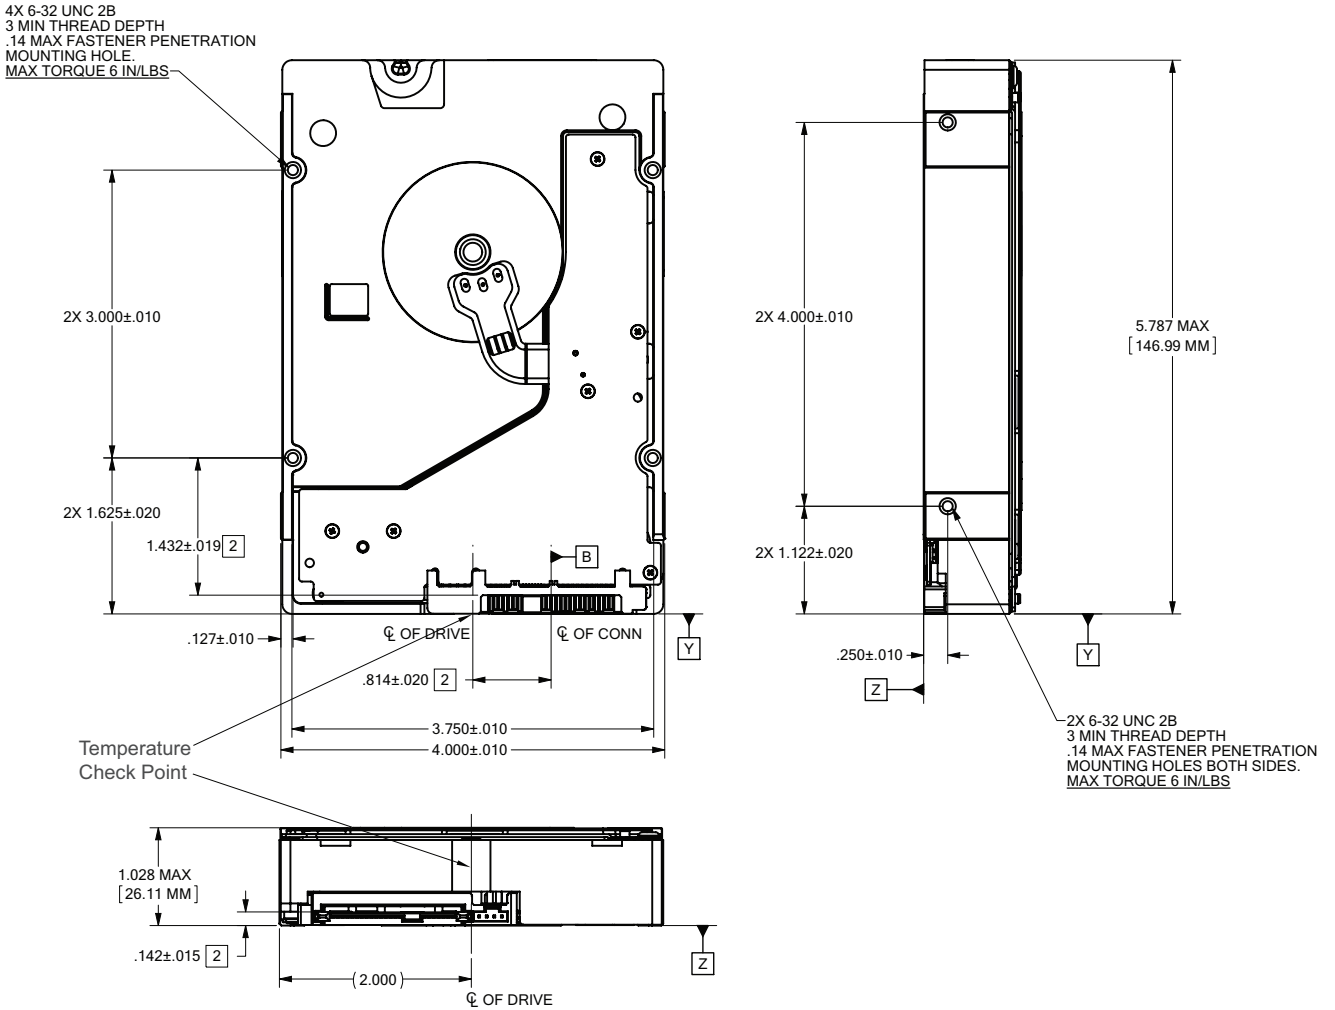 4X 6-32 UNC 2B
3 MIN THREAD DEPTH
.14 MAX FASTENER PENETRATION
MOUNTING HOLE.
MAX TORQUE 6 IN/LBS
2X 3.000±.010
2X 1.625±.020
1.432±.019 2
B
.127±.010
℄ OF DRIVE
℄ OF CONN
Y
.814±.020 2
3.750±.010
4.000±.010
2X 4.000±.010
5.787 MAX
[146.99 MM]
2X 1.122±.020
.250±.010
Y
Z
2X 6-32 UNC 2B
3 MIN THREAD DEPTH
.14 MAX FASTENER PENETRATION
MOUNTING HOLES BOTH SIDES.
MAX TORQUE 6 IN/LBS
Temperature
Check Point
1.028 MAX
[26.11 MM]
.142±.015 2
(2.000)
Z
℄ OF DRIVE